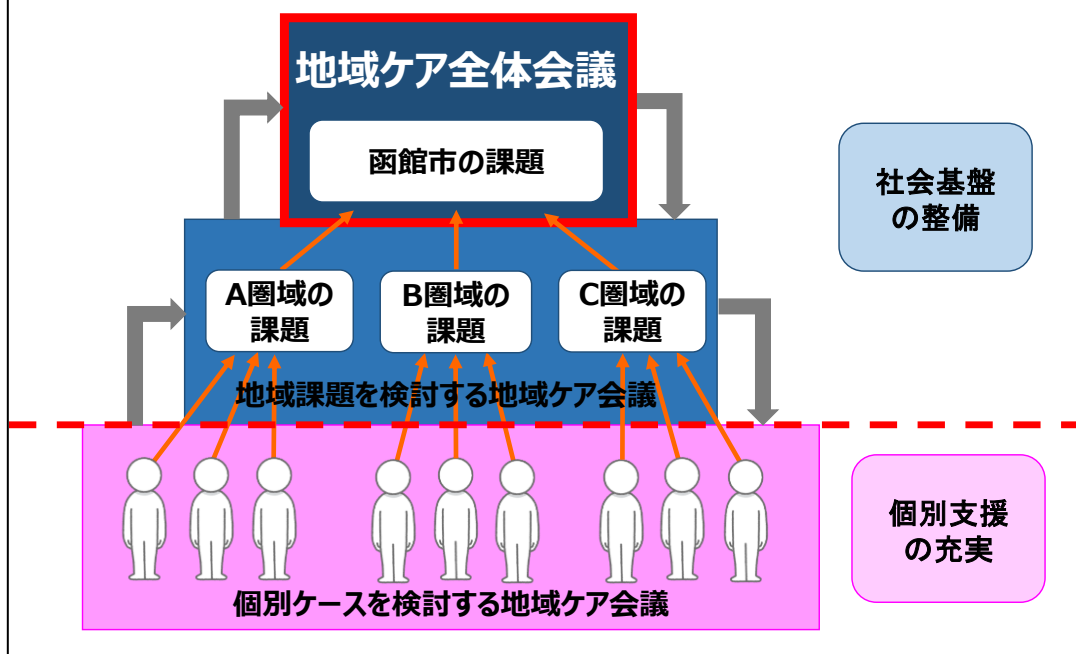 地域ケア全体会議
函館市の課題
社会基盤
の整備
A圏域の
課題
B圏域の
課題
C圏域の
課題
地域課題を検討する地域ケア会議
個別支援
の充実
個別ケースを検討する地域ケア会議